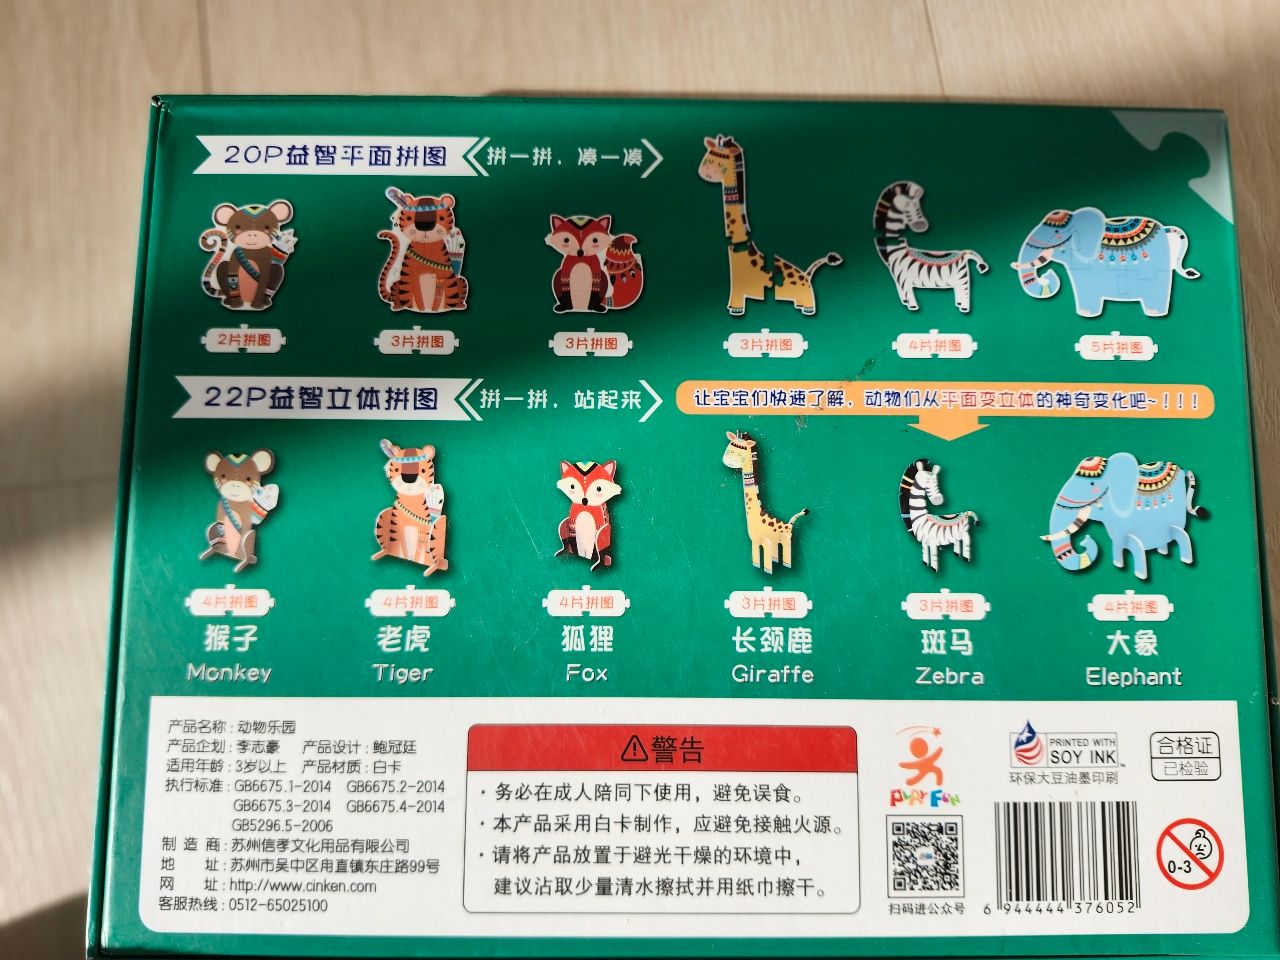 20P益智平面拼图
拼一拼，凑一凑
2片拼图
3片拼图
3片拼图
3片拼图
4片拼图
5片拼图
22P益智立体拼图
拼一拼，站起来
让宝宝们快速了解，动物们从平面变立体的神奇变化吧~！！！
4片拼图
4片拼图
4片拼图
3片拼图
3片拼图
4片拼图
猴子
老虎
狐狸
长颈鹿
斑马
大象
Monkey
Tiger
Fox
Giraffe
Zebra
Elephant
产品名称：动物乐园
产品企划：李志豪 产品设计：鲍冠廷
适用年龄：3岁以上 产品材质：白卡
执行标准：GB6675.1-2014 GB6675.2-2014
GB6675.3-2014 GB6675.4-2014
GB5296.5-2006
制造商：苏州信孝文化用品有限公司
地址：苏州市吴中区甪直镇东庄路99号
网址：http://www.cinken.com
客服热线：0512-65025100
警告
·务必在成人陪同下使用，避免误食。
·本产品采用白卡制作，应避免接触火源。
·请将产品放置于避光干燥的环境中，
建议沾取少量清水擦拭并用纸巾擦干。
PLAY FUN
扫码进公众号
PRINTED WITH
SOY INK™
环保大豆油墨印刷
合格证
已检验
6 944444 376052
0-3